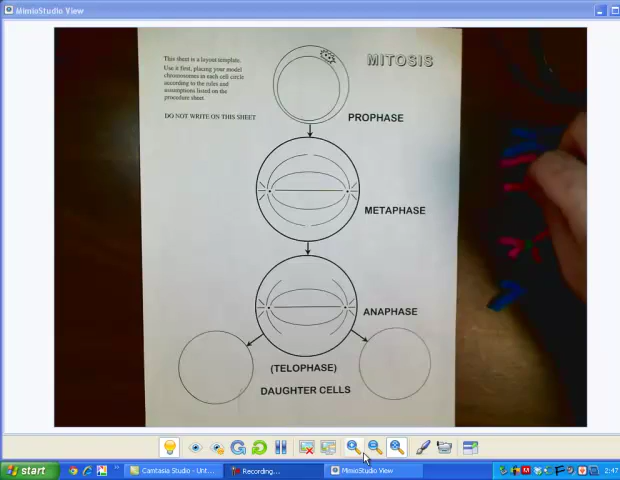 MimioStudio View
This sheet is a layout template.
Use it first, placing your model
chromosomes in each cell circle
according to the rules and
assumptions listed on the
procedure sheet.
DO NOT WRITE ON THIS SHEET
MITOSIS
PROPHASE
METAPHASE
ANAPHASE
(TELOPHASE)
DAUGHTER CELLS
start
Camtasia Studio - Unt...
Recording...
MimioStudio View
2:47